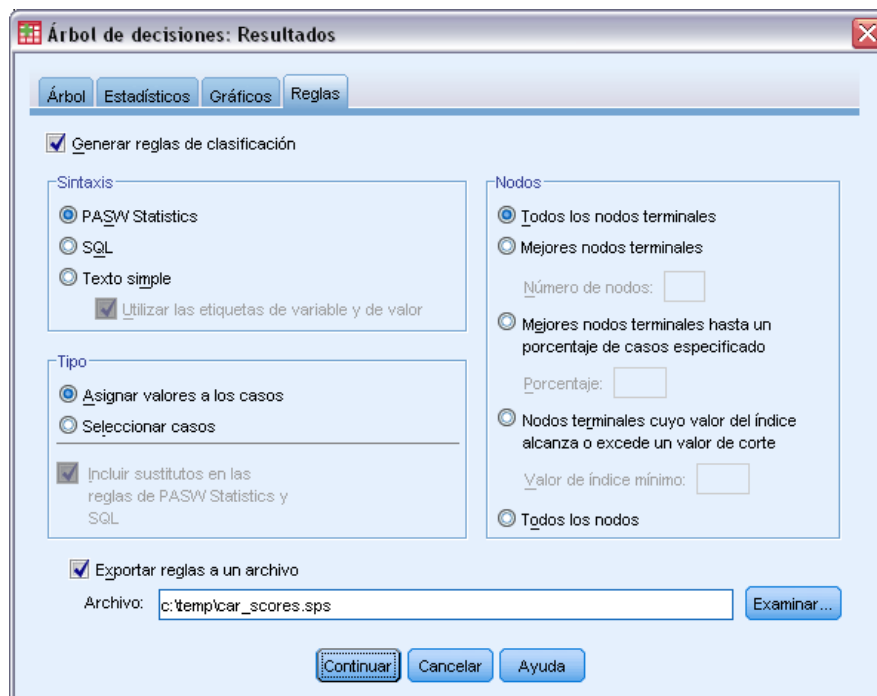 Árbol de decisiones: Resultados
Árbol
Estadísticos
Gráficos
Reglas
Generar reglas de clasificación
Sintaxis
PASW Statistics
SQL
Texto simple
Utilizar las etiquetas de variable y de valor
Tipo
Asignar valores a los casos
Seleccionar casos
Incluir sustitutos en las
reglas de PASW Statistics y
SQL
Nodos
Todos los nodos terminales
Mejores nodos terminales
Número de nodos:
Mejores nodos terminales hasta un
porcentaje de casos especificado
Porcentaje:
Nodos terminales cuyo valor del índice
alcanza o excede un valor de corte
Valor de índice mínimo:
Todos los nodos
Exportar reglas a un archivo
Archivo:
c:\temp\car_scores.sps
Examinar...
Continuar
Cancelar
Ayuda